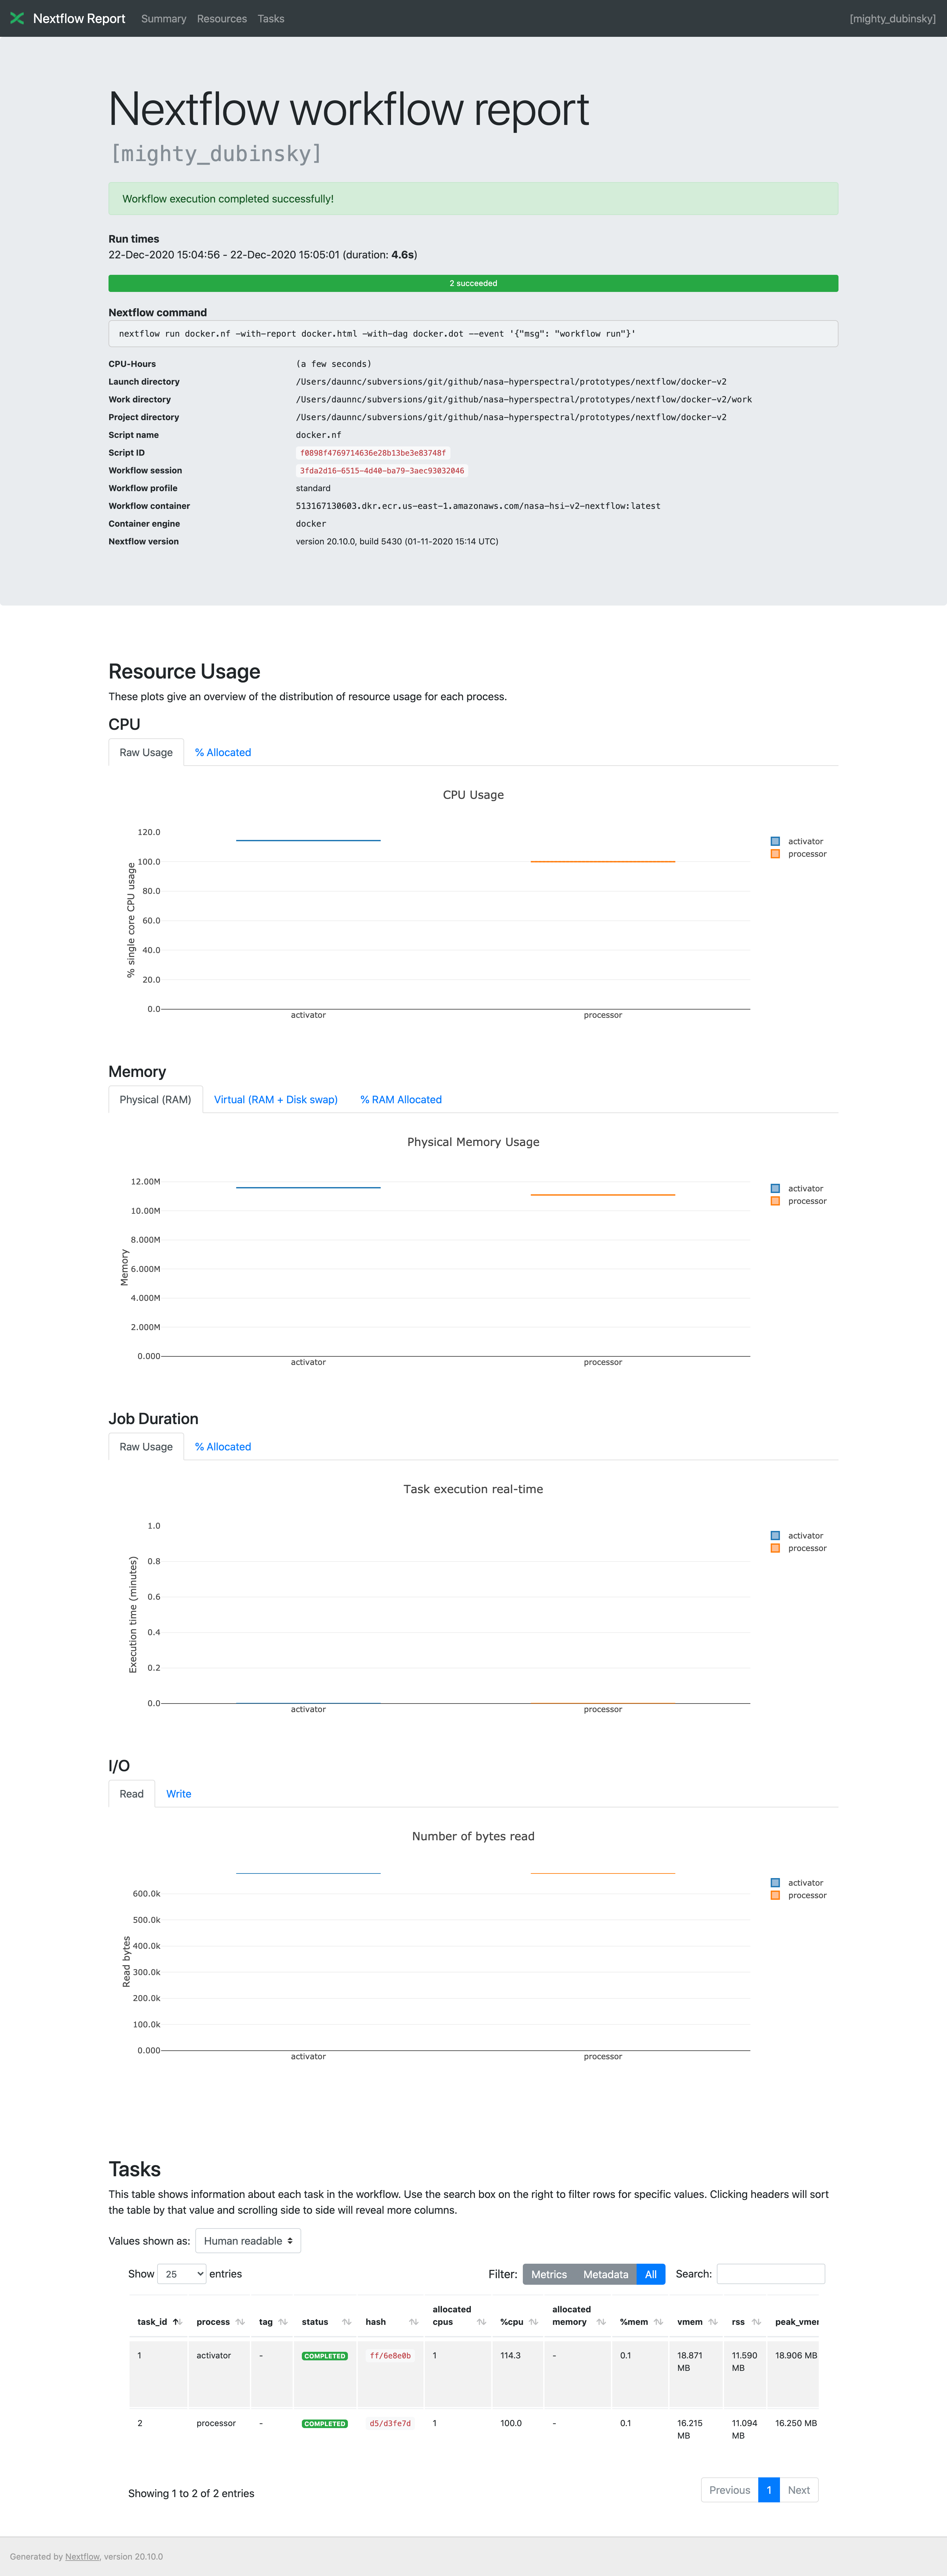 Nextflow Report Summary Resources Tasks [mighty_dubinsky]
Nextflow workflow report
[mighty_dubinsky]
Workflow execution completed successfully!
Run times
22-Dec-2020 15:04:56 - 22-Dec-2020 15:05:01 (duration: 4.6s)
2 succeeded
Nextflow command
nextflow run docker.nf -with-report docker.html -with-dag docker.dot --event '{"msg": "workflow run"}'
CPU-Hours (a few seconds)
Launch directory /Users/daunnc/subversions/git/github/nasa-hyperspectral/prototypes/nextflow/docker-v2
Work directory /Users/daunnc/subversions/git/github/nasa-hyperspectral/prototypes/nextflow/docker-v2/work
Project directory /Users/daunnc/subversions/git/github/nasa-hyperspectral/prototypes/nextflow/docker-v2
Script name docker.nf
Script ID f0898f4769714636e28b13be3e83748f
Workflow session 3fda2d16-6515-4d40-ba79-3aec93032046
Workflow profile standard
Workflow container 513167130603.dkr.ecr.us-east-1.amazonaws.com/nasa-hsi-v2-nextflow:latest
Container engine docker
Nextflow version version 20.10.0, build 5430 (01-11-2020 15:14 UTC)
Resource Usage
These plots give an overview of the distribution of resource usage for each process.
CPU
Raw Usage % Allocated
CPU Usage
% single core CPU usage
120.0
100.0
80.0
60.0
40.0
20.0
0.0
activator processor
activator
processor
Memory
Physical (RAM) Virtual (RAM + Disk swap) % RAM Allocated
Physical Memory Usage
Memory
12.00M
10.00M
8.000M
6.000M
4.000M
2.000M
0.000
activator processor
activator
processor
Job Duration
Raw Usage % Allocated
Task execution real-time
Execution time (minutes)
1.0
0.8
0.6
0.4
0.2
0.0
activator processor
activator
processor
I/O
Read Write
Number of bytes read
Read bytes
600.0k
500.0k
400.0k
300.0k
200.0k
100.0k
0.000
activator processor
activator
processor
Tasks
This table shows information about each task in the workflow. Use the search box on the right to filter rows for specific values. Clicking headers will sort
the table by that value and scrolling side to side will reveal more columns.
Values shown as: Human readable
Show 25 entries Filter: Metrics Metadata All Search:
task_id process tag status hash allocated cpus %cpu allocated memory %mem vmem rss peak_vmem
1 activator - COMPLETED ff/6e8e0b 1 114.3 - 0.1 18.871 MB 11.590 MB 18.906 MB
2 processor - COMPLETED d5/d3fe7d 1 100.0 - 0.1 16.215 MB 11.094 MB 16.250 MB
Showing 1 to 2 of 2 entries Previous 1 Next
Generated by Nextflow, version 20.10.0